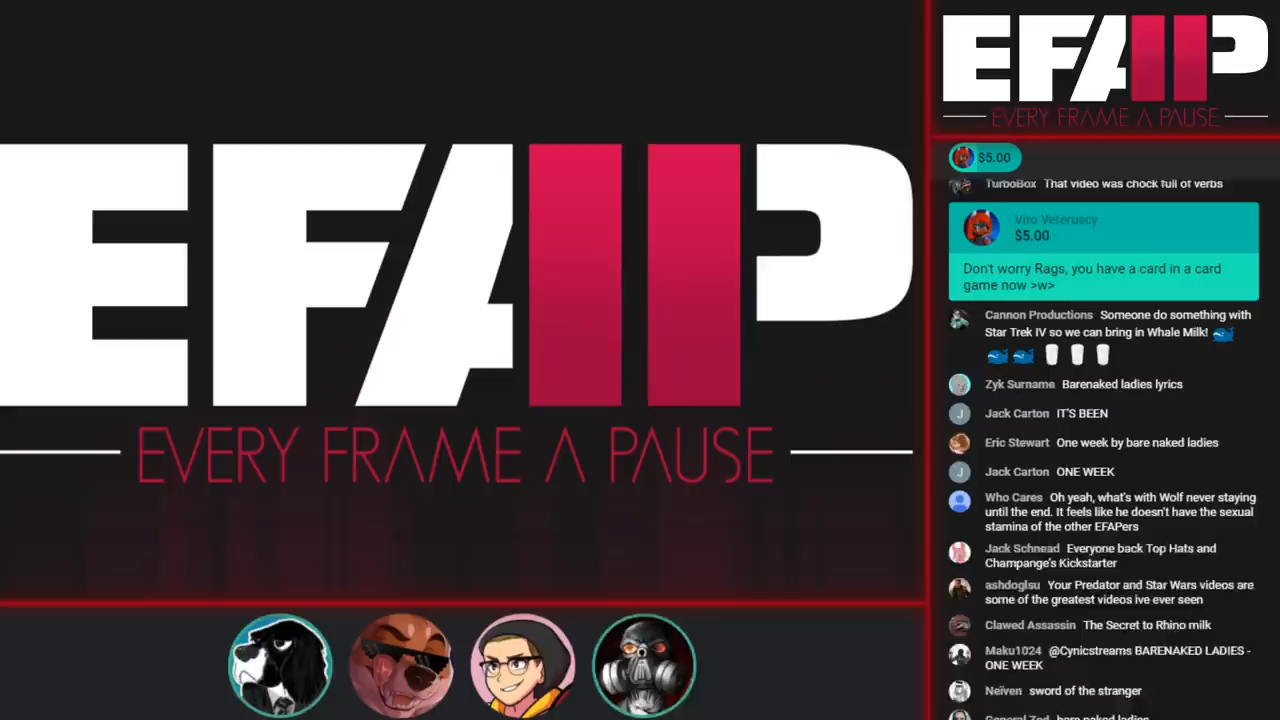 EFAP
EVERY FRAME A PAUSE
EFAP
EVERY FRAME A PAUSE
$5.00
TurboBox That video was chock full of verbs
Viro Veteruscy
$5.00
Don't worry Rags, you have a card in a card
game now >w>
Cannon Productions Someone do something with
Star Trek IV so we can bring in Whale Milk!
Zyk Surname Barenaked ladies lyrics
J
Jack Carton IT'S BEEN
Eric Stewart One week by bare naked ladies
J
Jack Carton ONE WEEK
Who Cares Oh yeah, what's with Wolf never staying
until the end. It feels like he doesn't have the sexual
stamina of the other EFAPers
Jack Schnead Everyone back Top Hats and
Champange's Kickstarter
ashdoglsu Your Predator and Star Wars videos are
some of the greatest videos ive ever seen
Clawed Assassin The Secret to Rhino milk
Maku1024 @Cynicstreams BARENAKED LADIES -
ONE WEEK
Neïven sword of the stranger
General Zod bare naked ladies